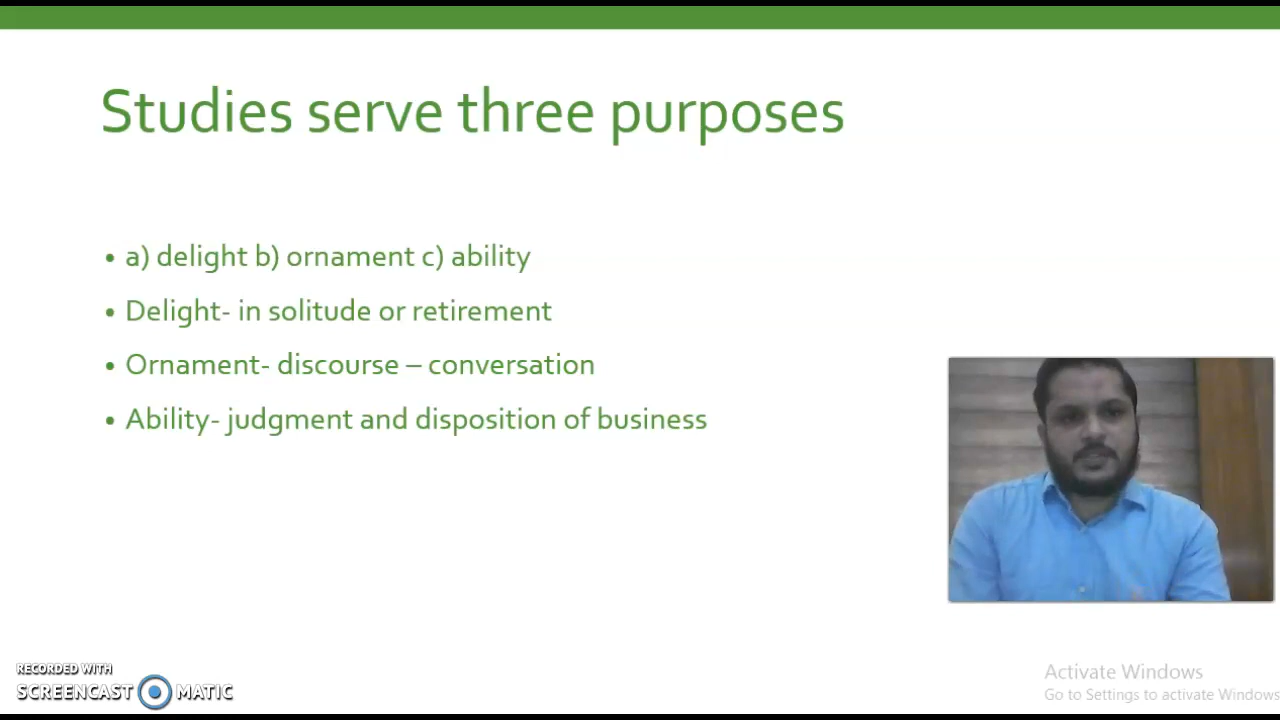 Studies serve three purposes
• a) delight b) ornament c) ability
• Delight- in solitude or retirement
• Ornament- discourse – conversation
• Ability- judgment and disposition of business
RECORDED WITH
SCREENCAST MATIC
Activate Windows
Go to Settings to activate Windows